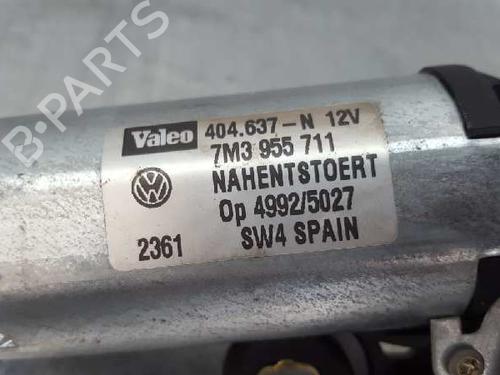 B-PARTS
Valeo 404.637-N 12V
7M3 955 711
NAHENTSTOERT
Op 4992/5027
2361 SW4 SPAIN